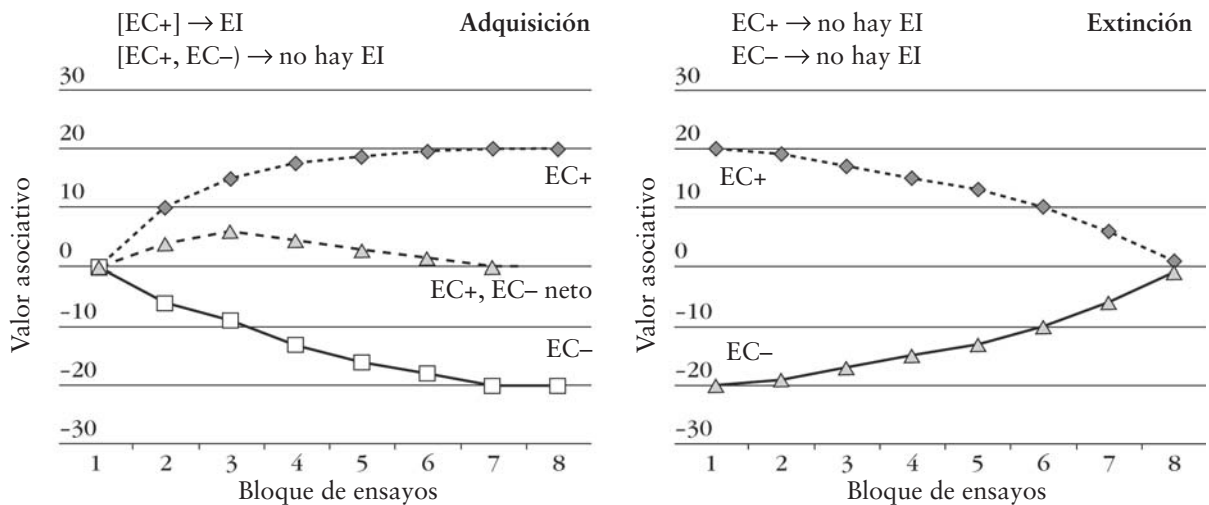 [EC+] → EI
Adquisición
[EC+, EC–) → no hay EI
30
20
10
0
-10
-20
-30
EC+
EC+, EC– neto
EC–
Valor asociativo
1 2 3 4 5 6 7 8
Bloque de ensayos
EC+ → no hay EI
Extinción
EC– → no hay EI
30
20
10
0
-10
-20
-30
EC+
EC–
Valor asociativo
1 2 3 4 5 6 7 8
Bloque de ensayos